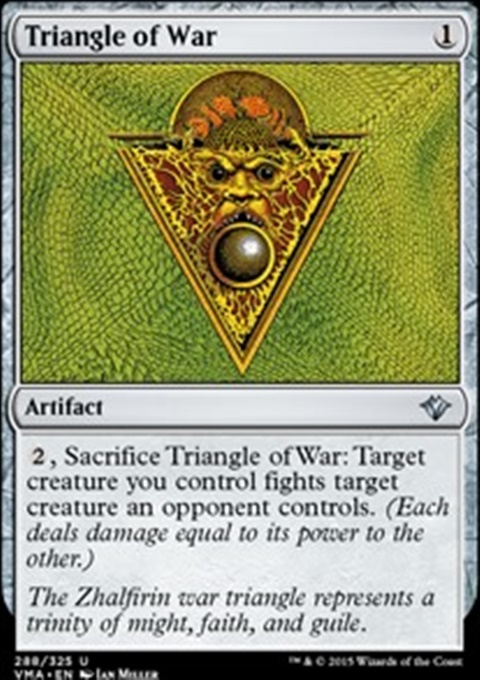 Triangle of War 1
Artifact
2, Sacrifice Triangle of War: Target
creature you control fights target
creature an opponent controls. (Each
deals damage equal to its power to the
other.)
The Zhalfirin war triangle represents a
trinity of might, faith, and guile.
288/325 U
™ & © 2015 Wizards of the Coast
VMA • EN Ian Miller